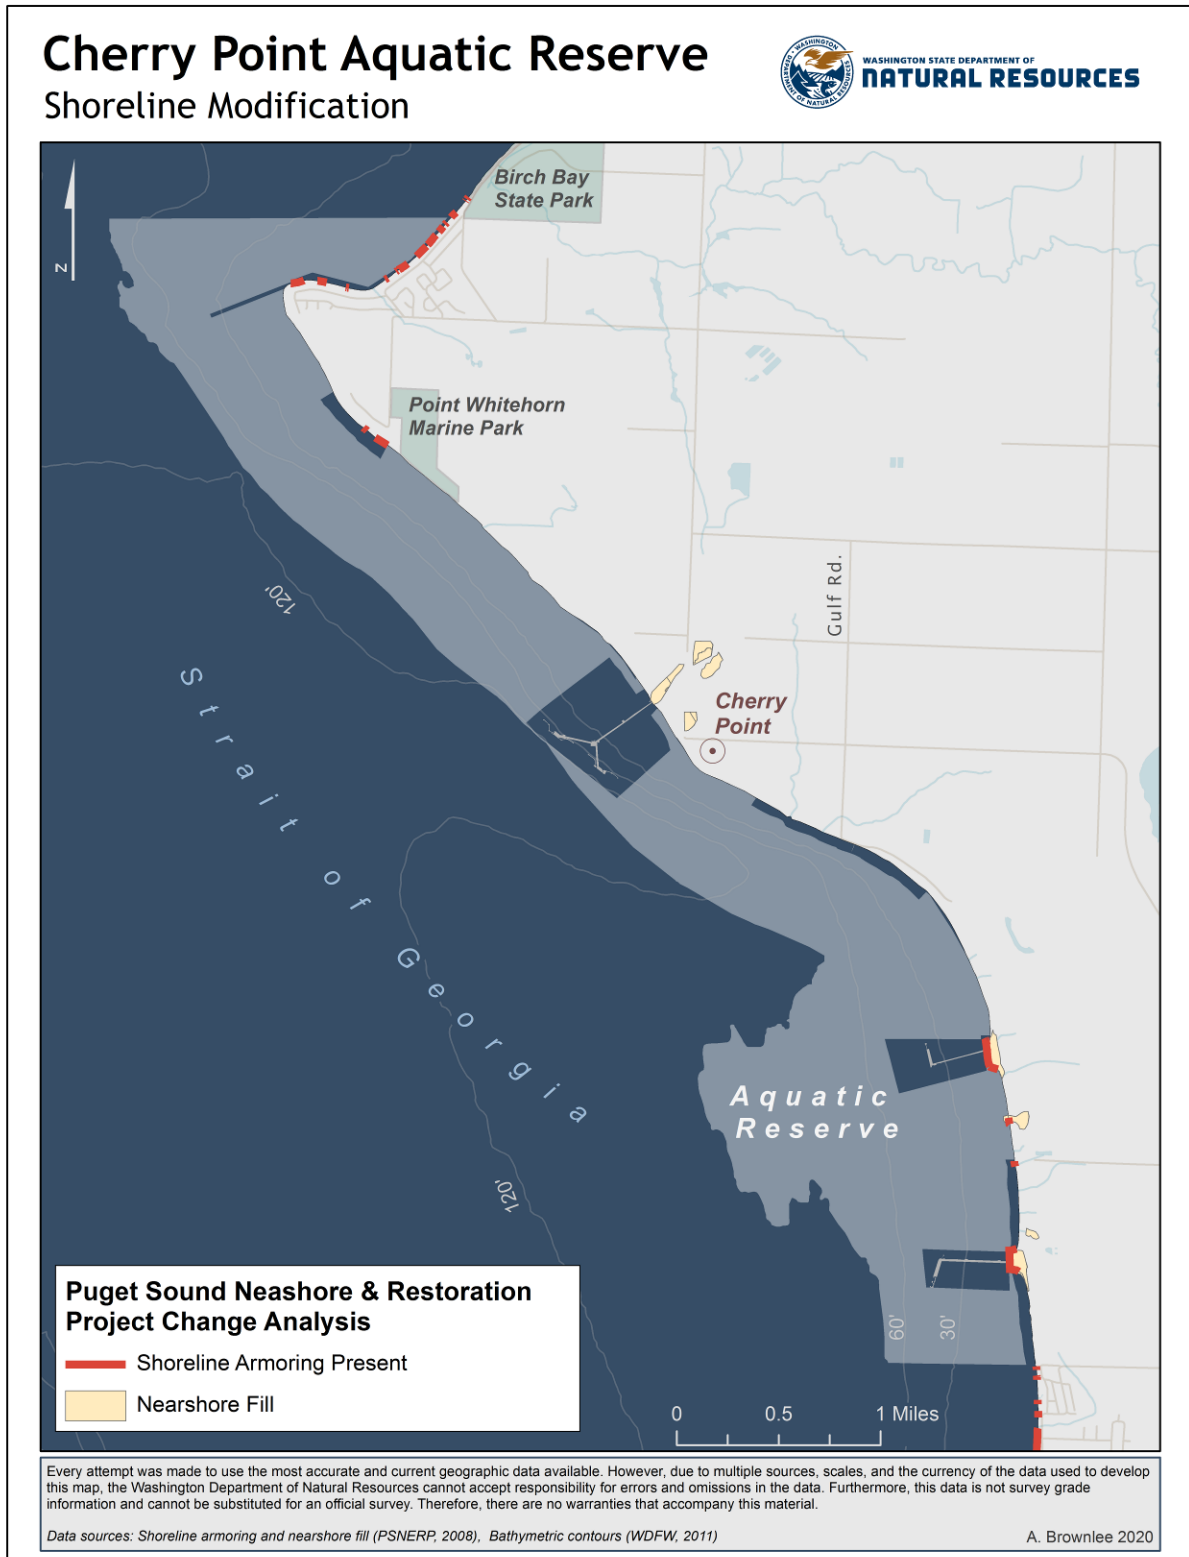 Cherry Point Aquatic Reserve
Shoreline Modification
WASHINGTON STATE DEPARTMENT OF
NATURAL RESOURCES
WASHINGTON
DEPARTMENT OF NATURAL RESOURCES
Birch Bay
State Park
N
Point Whitehorn
Marine Park
120'
Gulf Rd.
Strait of Georgia
Cherry
Point
Aquatic
Reserve
120'
60'
30'
Puget Sound Neashore & Restoration
Project Change Analysis
Shoreline Armoring Present
Nearshore Fill
0 0.5 1 Miles
Every attempt was made to use the most accurate and current geographic data available. However, due to multiple sources, scales, and the currency of the data used to develop
this map, the Washington Department of Natural Resources cannot accept responsibility for errors and omissions in the data. Furthermore, this data is not survey grade
information and cannot be substituted for an official survey. Therefore, there are no warranties that accompany this material.
Data sources: Shoreline armoring and nearshore fill (PSNERP, 2008), Bathymetric contours (WDFW, 2011)
A. Brownlee 2020